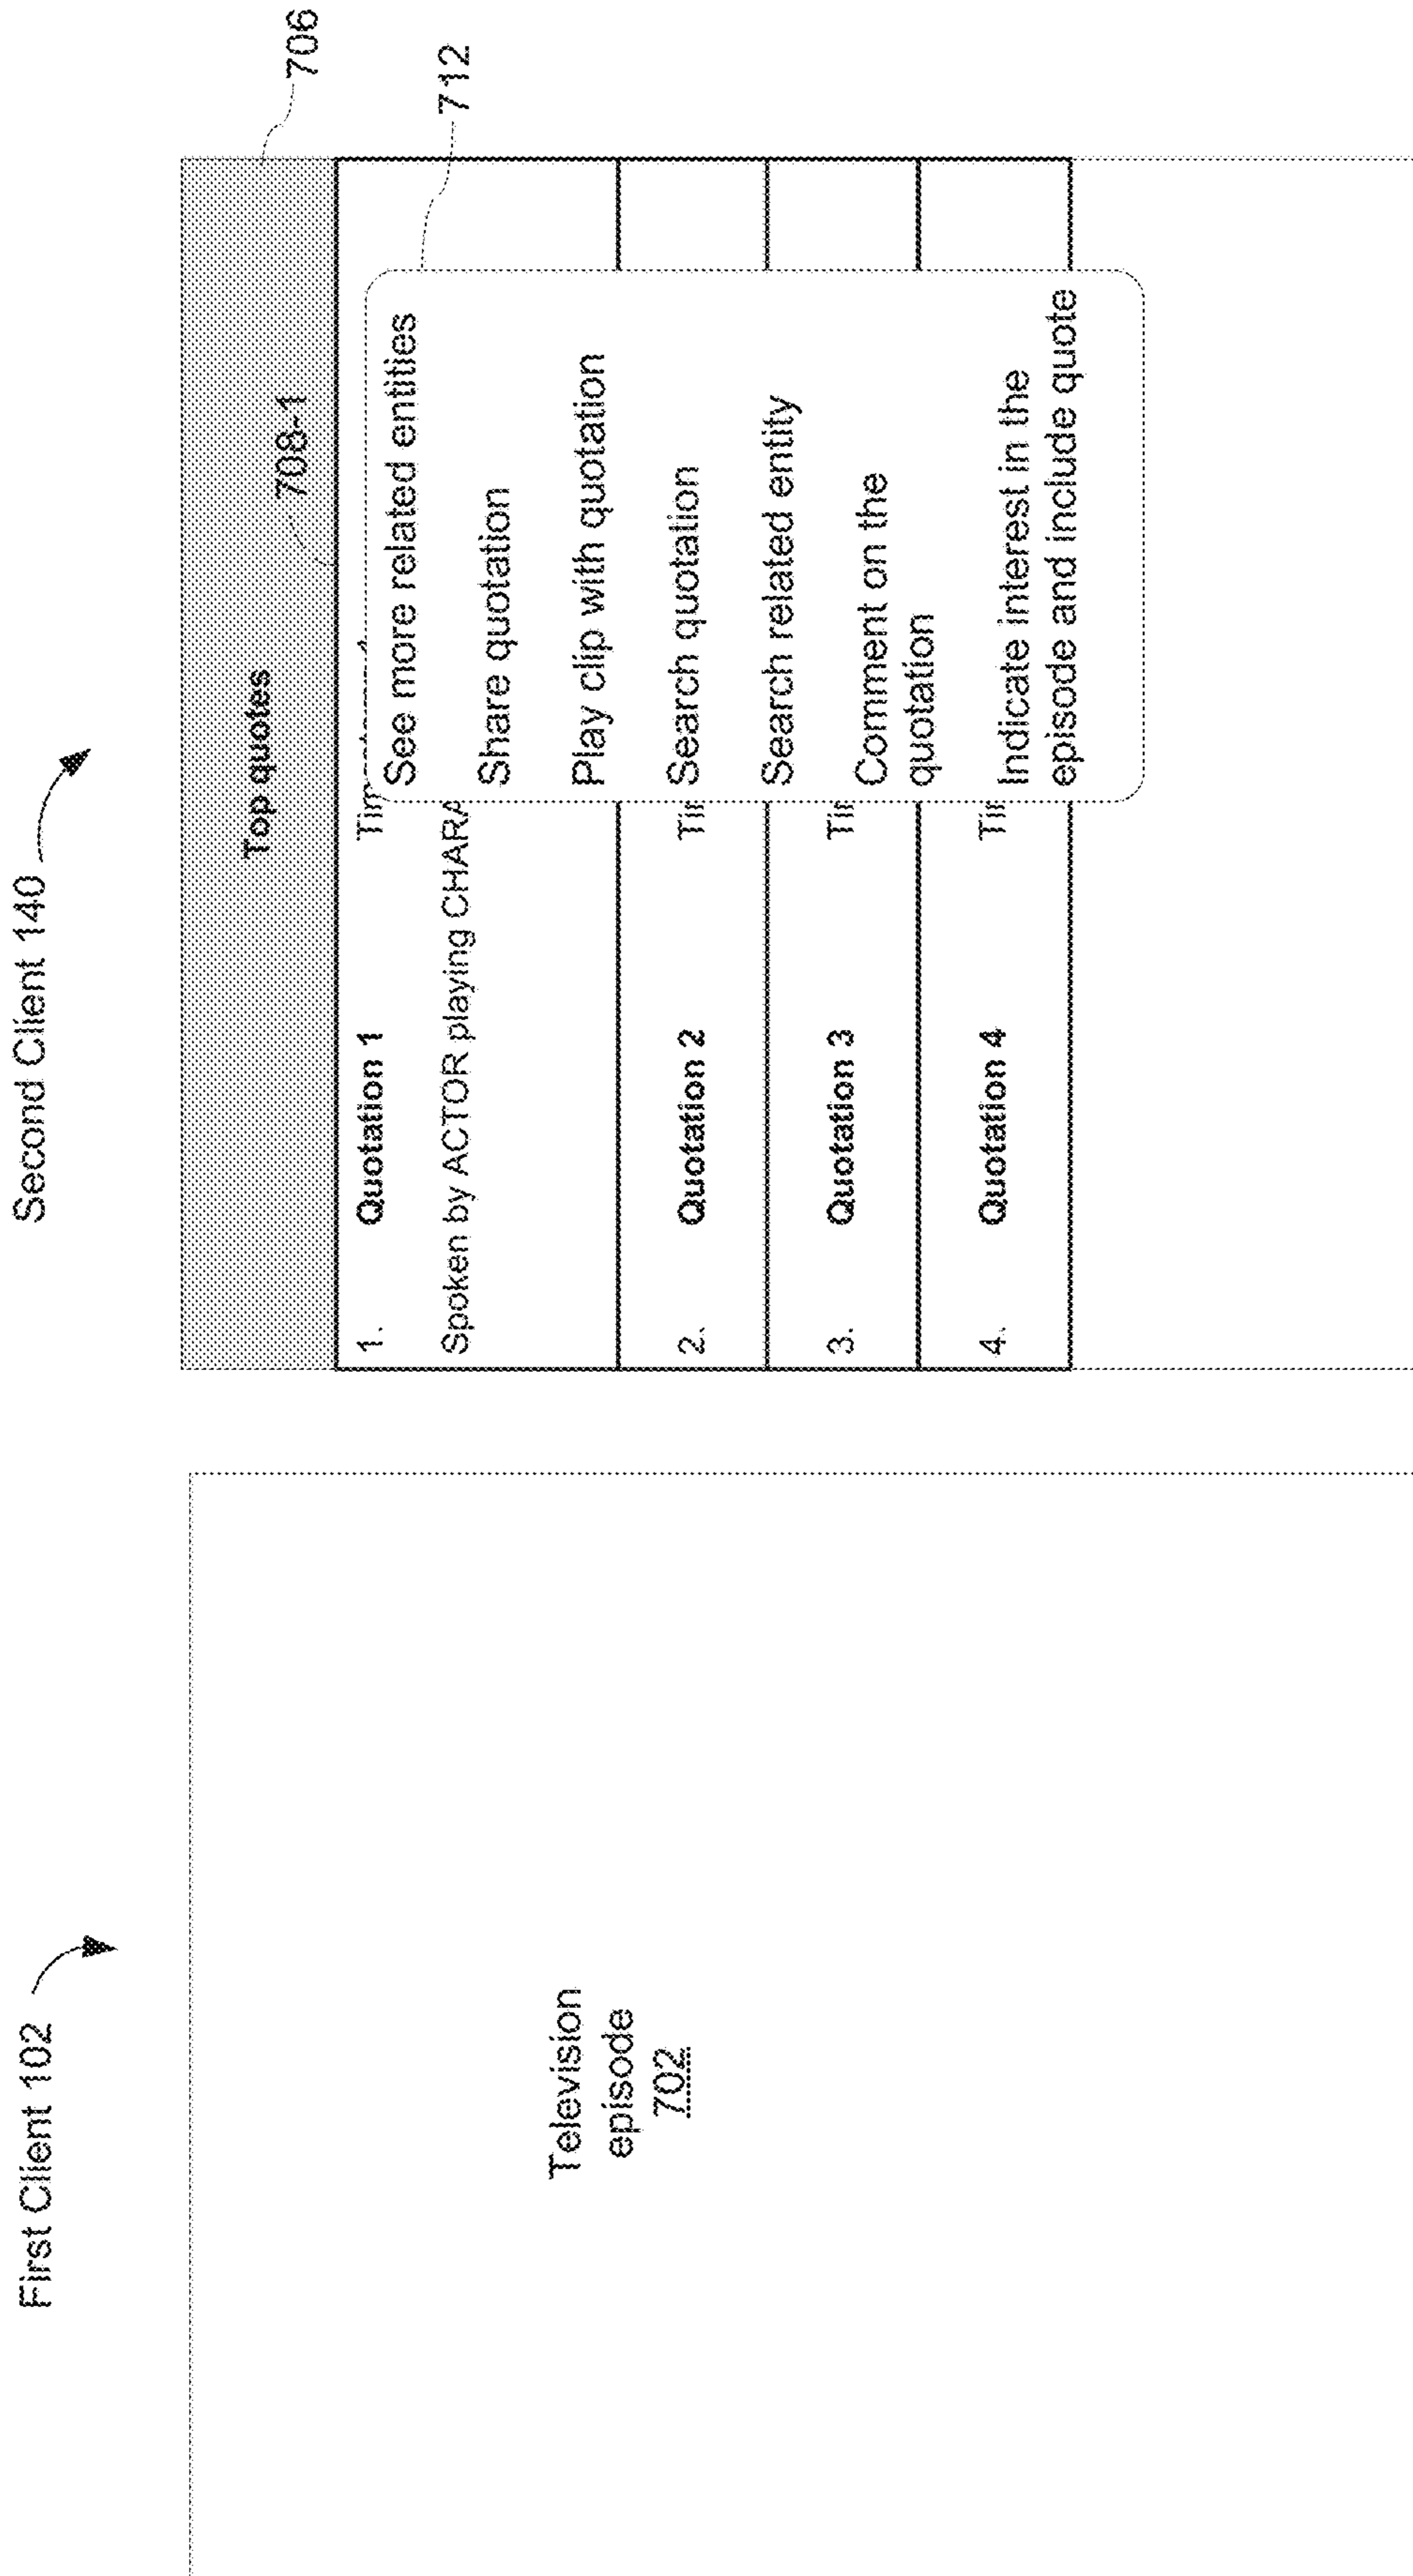 First Client 102
Television
episode
702
Second Client 140
706
Top quotes
708-1
712
1. Quotation 1
Spoken by ACTOR playing
2. Quotation 2
3. Quotation 3
4. Quotation 4
See more related entities
Share quotation
Play clip with quotation
Search quotation
Search related entity
Comment on the
quotation
Indicate interest in the
episode and include quote